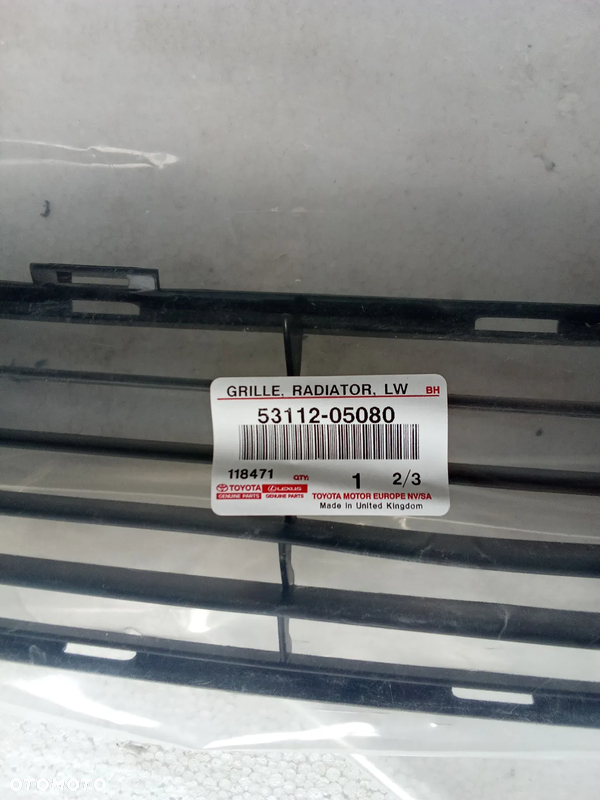 GRILLE, RADIATOR, LW BH
53112-05080
118471 QTY: 1 2/3
TOYOTA LEXUS
GENUINE PARTS GENUINE PARTS
TOYOTA MOTOR EUROPE NV/SA
Made In United Kingdom
OTOMOTO